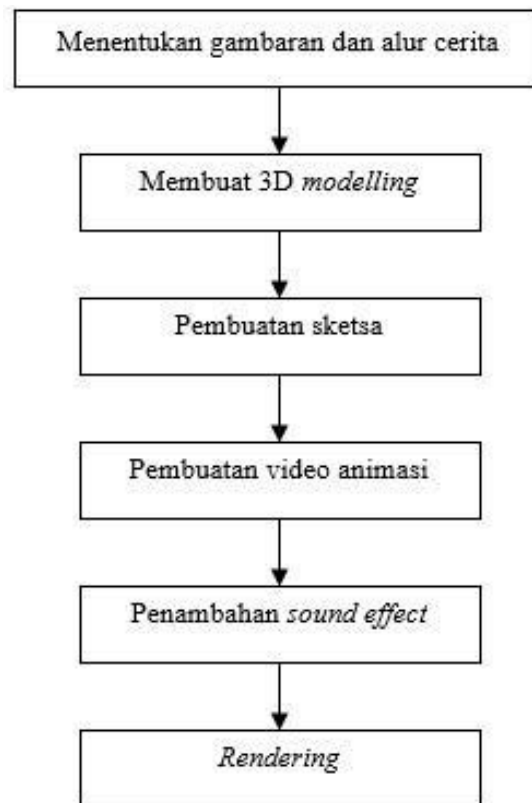 Menentukan gambaran dan alur cerita
Membuat 3D modelling
Pembuatan sketsa
Pembuatan video animasi
Penambahan sound effect
Rendering